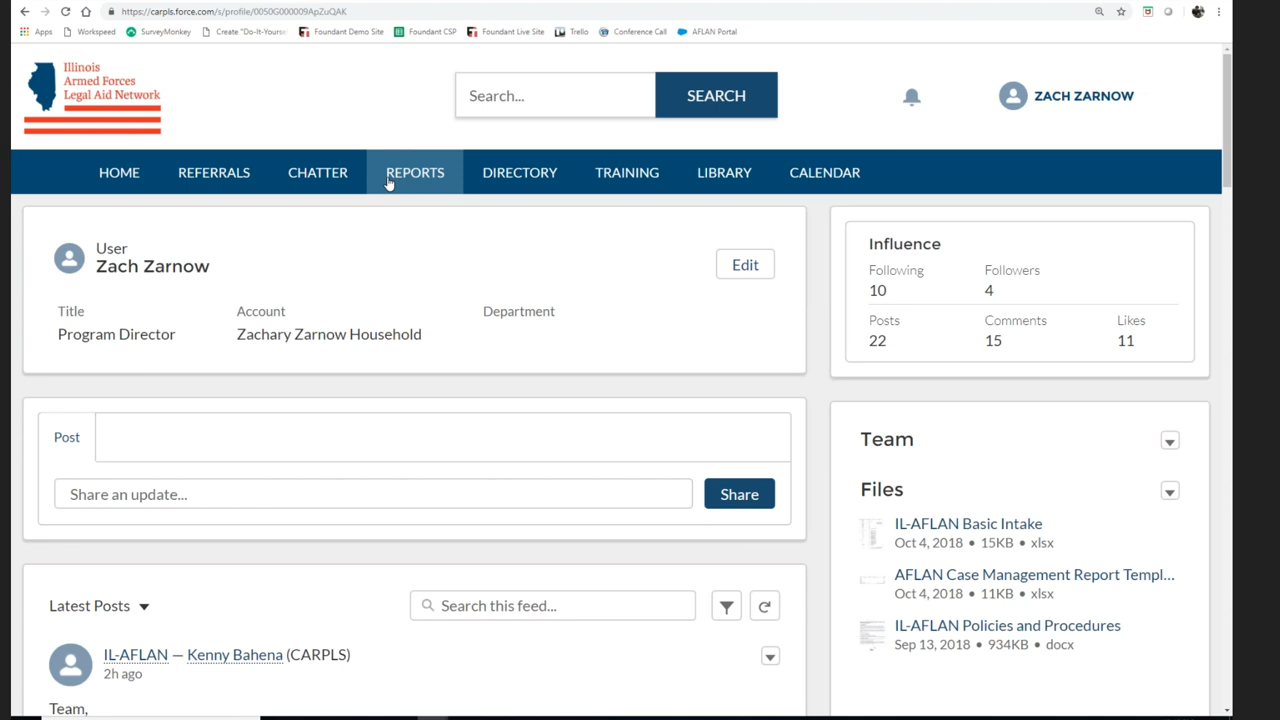 https://carpls.force.com/s/profile/0050G000009ApZuQAK
Apps Workspeed SurveyMonkey Create "Do-It-Yourse Foundant Demo Site Foundant CSP Foundant Live Site Trello Conference Call AFLAN Portal
Illinois
Armed Forces
Legal Aid Network
Search... SEARCH ZACH ZARNOW
HOME REFERRALS CHATTER REPORTS DIRECTORY TRAINING LIBRARY CALENDAR
User
Zach Zarnow
Edit
Title Account Department
Program Director Zachary Zarnow Household
Influence
Following Followers
10 4
Posts Comments Likes
22 15 11
Post
Share an update... Share
Team
Files
IL-AFLAN Basic Intake
Oct 4, 2018 • 15KB • xlsx
AFLAN Case Management Report Templ...
Oct 4, 2018 • 11KB • xlsx
IL-AFLAN Policies and Procedures
Sep 13, 2018 • 934KB • docx
Latest Posts Search this feed...
IL-AFLAN — Kenny Bahena (CARPLS)
2h ago
Team,